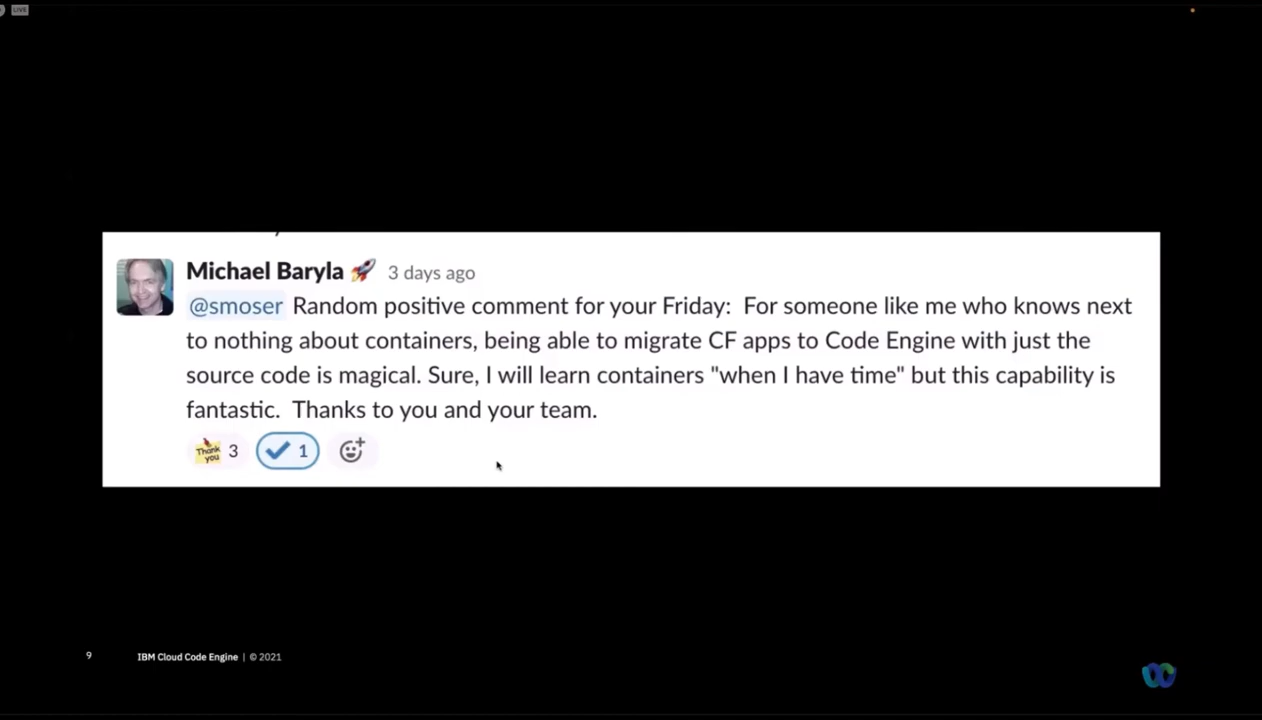 LIVE
Michael Baryla 🚀 3 days ago
@smoser Random positive comment for your Friday:  For someone like me who knows next
to nothing about containers, being able to migrate CF apps to Code Engine with just the
source code is magical. Sure, I will learn containers "when I have time" but this capability is
fantastic.  Thanks to you and your team.
Thank you 3 1
9 IBM Cloud Code Engine | © 2021